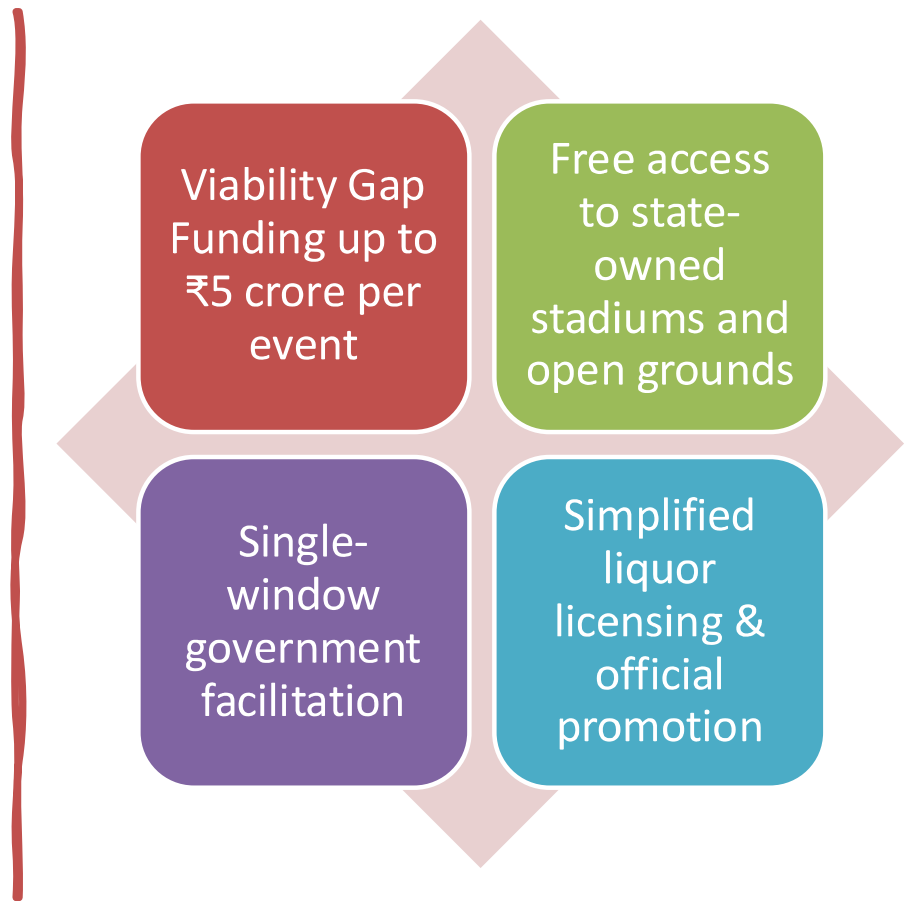 Viability Gap
Funding up to
₹5 crore per
event
Free access
to state-
owned
stadiums and
open grounds
Single-
window
government
facilitation
Simplified
liquor
licensing &
official
promotion